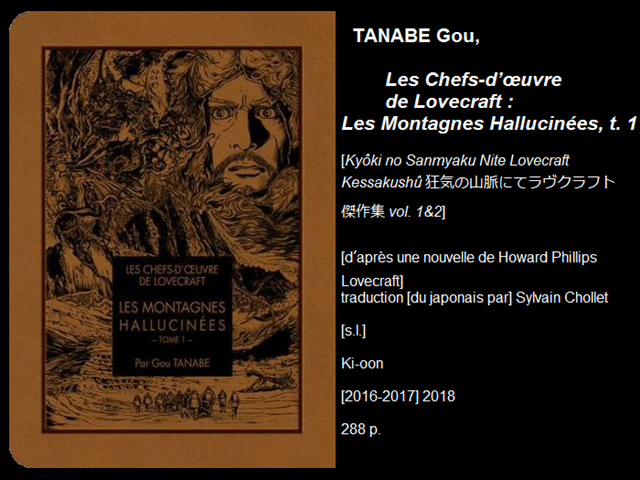 LES CHEFS-D'ŒUVRE
DE LOVECRAFT
LES MONTAGNES
HALLUCINÉES
– TOME 1 –
Par Gou TANABE
TANABE Gou,
Les Chefs-d’œuvre
de Lovecraft :
Les Montagnes Hallucinées, t. 1
[Kyôki no Sanmyaku Nite Lovecraft
Kessakushû 狂気の山脈にてラヴクラフト
傑作集 vol. 1&2]
[d’après une nouvelle de Howard Phillips
Lovecraft]
traduction [du japonais par] Sylvain Chollet
[s.l.]
Ki-oon
[2016-2017] 2018
288 p.